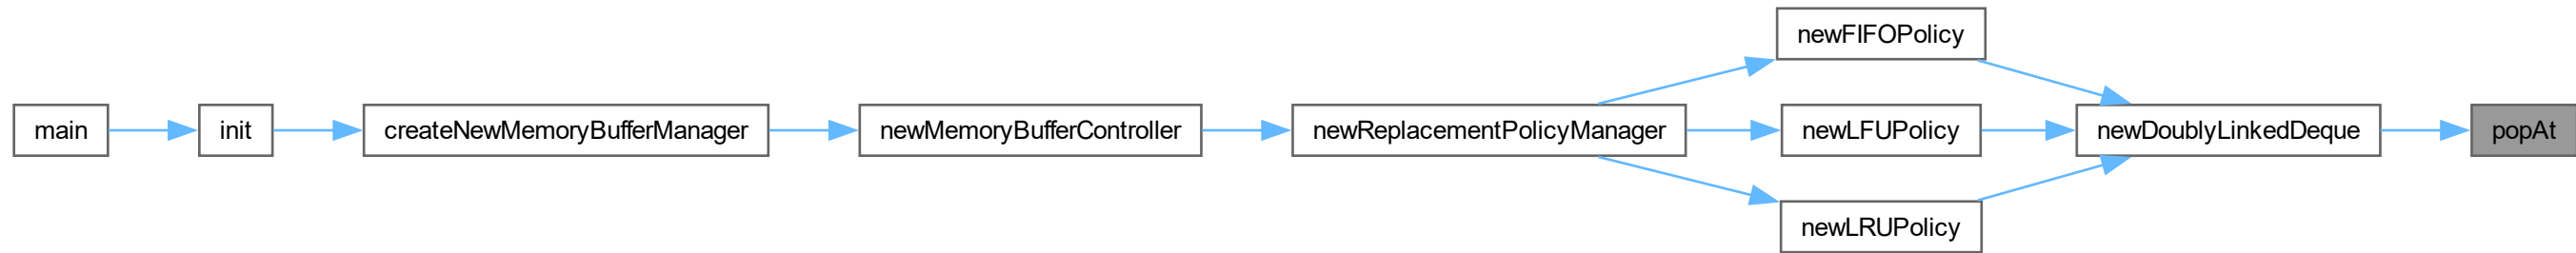 newFIFOPolicy
main
init
createNewMemoryBufferManager
newMemoryBufferController
newReplacementPolicyManager
newLFUPolicy
newDoublyLinkedDeque
popAt
newLRUPolicy